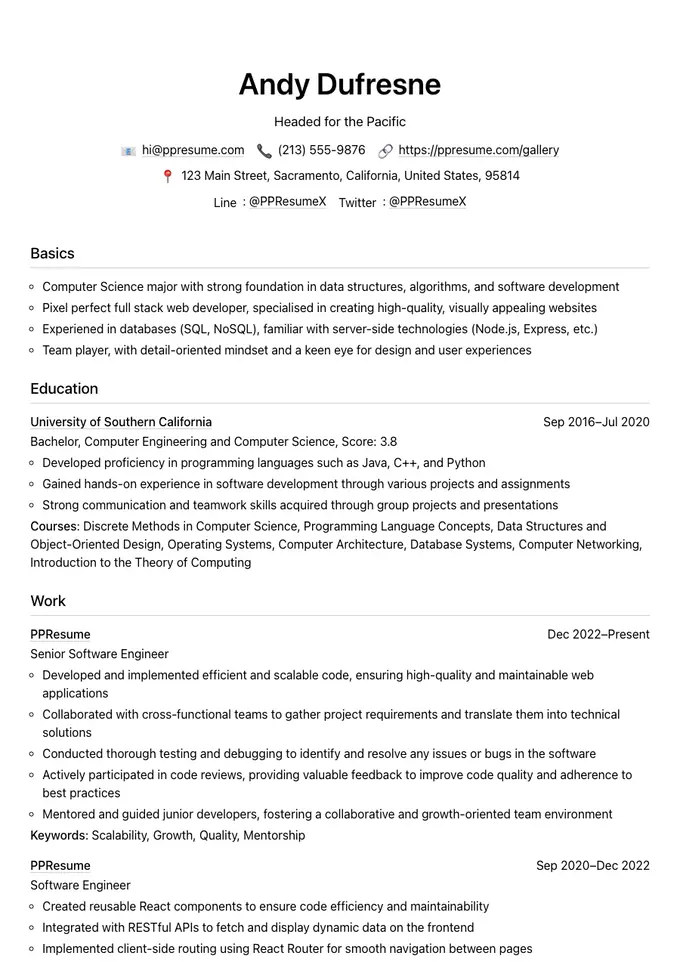 Andy Dufresne
Headed for the Pacific
hi@ppresume.com (213) 555-9876 https://ppresume.com/gallery
123 Main Street, Sacramento, California, United States, 95814
Line : @PPResumeX Twitter : @PPResumeX
Basics
Computer Science major with strong foundation in data structures, algorithms, and software development
Pixel perfect full stack web developer, specialised in creating high-quality, visually appealing websites
Experienced in databases (SQL, NoSQL), familiar with server-side technologies (Node.js, Express, etc.)
Team player, with detail-oriented mindset and a keen eye for design and user experiences
Education
University of Southern California Sep 2016–Jul 2020
Bachelor, Computer Engineering and Computer Science, Score: 3.8
Developed proficiency in programming languages such as Java, C++, and Python
Gained hands-on experience in software development through various projects and assignments
Strong communication and teamwork skills acquired through group projects and presentations
Courses: Discrete Methods in Computer Science, Programming Language Concepts, Data Structures and
Object-Oriented Design, Operating Systems, Computer Architecture, Database Systems, Computer Networking,
Introduction to the Theory of Computing
Work
PPResume Dec 2022–Present
Senior Software Engineer
Developed and implemented efficient and scalable code, ensuring high-quality and maintainable web
applications
Collaborated with cross-functional teams to gather project requirements and translate them into technical
solutions
Conducted thorough testing and debugging to identify and resolve any issues or bugs in the software
Actively participated in code reviews, providing valuable feedback to improve code quality and adherence to
best practices
Mentored and guided junior developers, fostering a collaborative and growth-oriented team environment
Keywords: Scalability, Growth, Quality, Mentorship
PPResume Sep 2020–Dec 2022
Software Engineer
Created reusable React components to ensure code efficiency and maintainability
Integrated with RESTful APIs to fetch and display dynamic data on the frontend
Implemented client-side routing using React Router for smooth navigation between pages